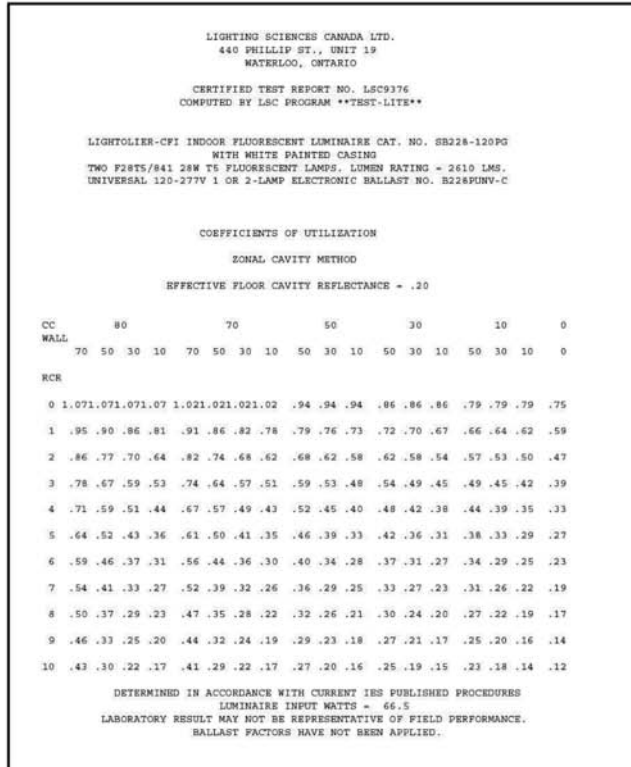 LIGHTING SCIENCES CANADA LTD.
440 PHILLIP ST., UNIT 19
WATERLOO, ONTARIO
CERTIFIED TEST REPORT NO. LSC9376
COMPUTED BY LSC PROGRAM **TEST-LITE**
LIGHTOLIER-CFI INDOOR FLUORESCENT LUMINAIRE CAT. NO. SB228-120PG
WITH WHITE PAINTED CASING
TWO F28T5/841 28W T5 FLUORESCENT LAMPS. LUMEN RATING = 2610 LMS.
UNIVERSAL 120-277V 1 OR 2-LAMP ELECTRONIC BALLAST NO. B228PUNV-C
COEFFICIENTS OF UTILIZATION
ZONAL CAVITY METHOD
EFFECTIVE FLOOR CAVITY REFLECTANCE = .20
CC 80 70 50 30 10 0
WALL
70 50 30 10 70 50 30 10 50 30 10 50 30 10 50 30 10 0
RCR
0 1.071.071.071.07 1.021.021.021.02 .94 .94 .94 .86 .86 .86 .79 .79 .79 .75
1 .95 .90 .86 .81 .91 .86 .82 .78 .79 .76 .73 .72 .70 .67 .66 .64 .62 .59
2 .86 .77 .70 .64 .82 .74 .68 .62 .68 .62 .58 .62 .58 .54 .57 .53 .50 .47
3 .78 .67 .59 .53 .74 .64 .57 .51 .59 .53 .48 .54 .49 .45 .49 .45 .42 .39
4 .71 .59 .51 .44 .67 .57 .49 .43 .52 .45 .40 .48 .42 .38 .44 .39 .35 .33
5 .64 .52 .43 .36 .61 .50 .41 .35 .46 .39 .33 .42 .36 .31 .38 .33 .29 .27
6 .59 .46 .37 .31 .56 .44 .36 .30 .40 .34 .28 .37 .31 .27 .34 .29 .25 .23
7 .54 .41 .33 .27 .52 .39 .32 .26 .36 .29 .25 .33 .27 .23 .31 .26 .22 .19
8 .50 .37 .29 .23 .47 .35 .28 .22 .32 .26 .21 .30 .24 .20 .27 .22 .19 .17
9 .46 .33 .25 .20 .44 .32 .24 .19 .29 .23 .18 .27 .21 .17 .25 .20 .16 .14
10 .43 .30 .22 .17 .41 .29 .22 .17 .27 .20 .16 .25 .19 .15 .23 .18 .14 .12
DETERMINED IN ACCORDANCE WITH CURRENT IES PUBLISHED PROCEDURES
LUMINAIRE INPUT WATTS = 66.5
LABORATORY RESULT MAY NOT BE REPRESENTATIVE OF FIELD PERFORMANCE.
BALLAST FACTORS HAVE NOT BEEN APPLIED.